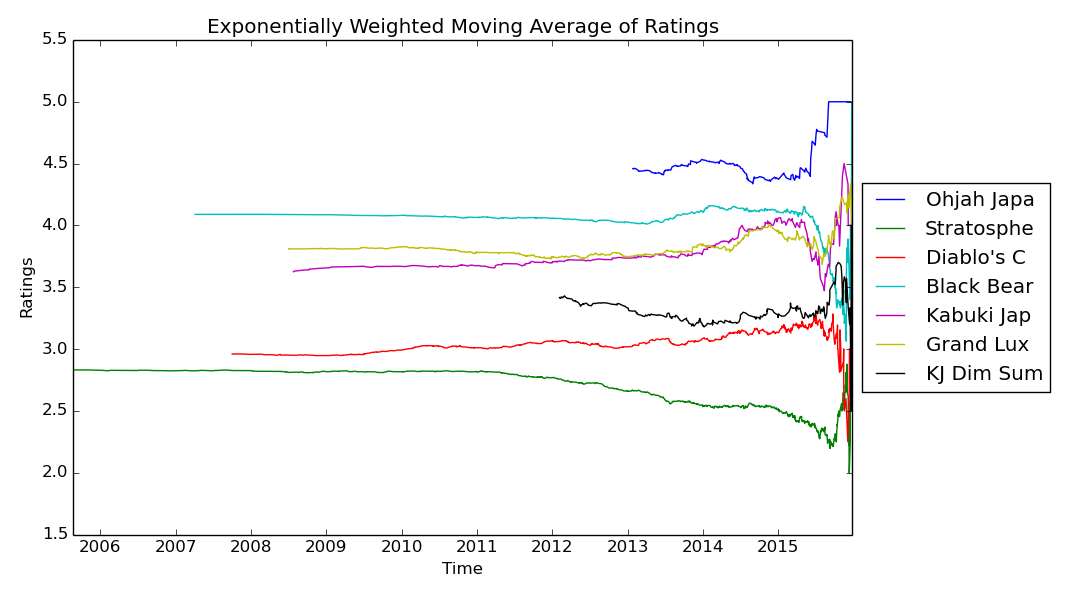 Exponentially Weighted Moving Average of Ratings
5.5
5.0
4.5
4.0
3.5
3.0
2.5
2.0
1.5
Ratings
2006 2007 2008 2009 2010 2011 2012 2013 2014 2015
Time
Ohjah Japa
Stratosphe
Diablo's C
Black Bear
Kabuki Jap
Grand Lux
KJ Dim Sum